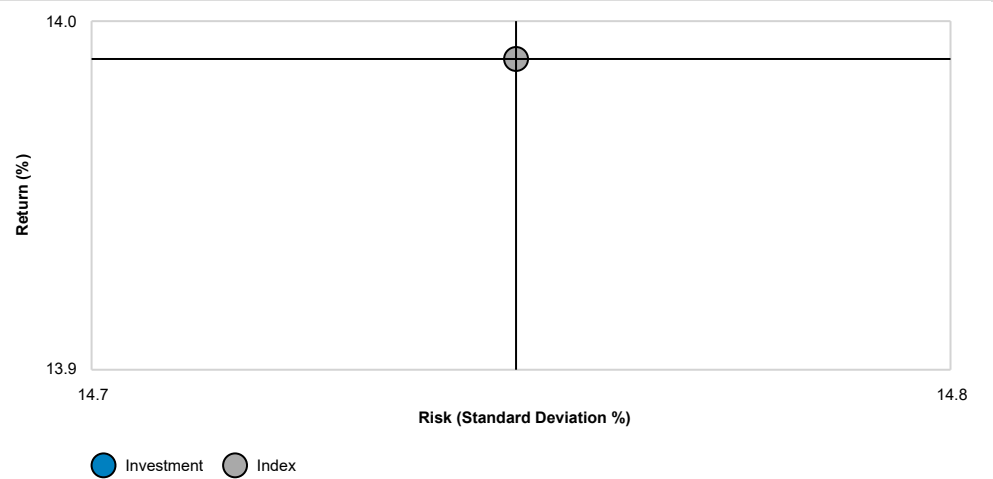 14.0
Return (%)
13.9
14.7
14.8
Risk (Standard Deviation %)
Investment
Index